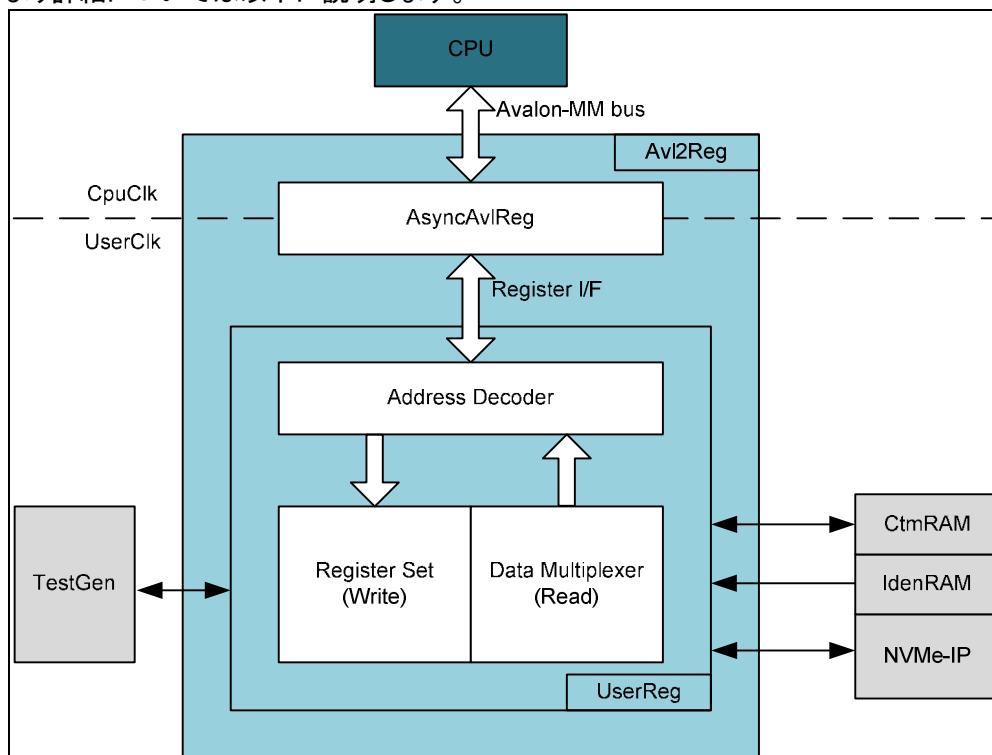 CPU
Avalon-MM bus
Avl2Reg
CpuClk
AsyncAvlReg
UserClk
Register I/F
Address Decoder
CtmRAM
TestGen
Register Set
(Write)
Data Multiplexer
(Read)
IdenRAM
NVMe-IP
UserReg